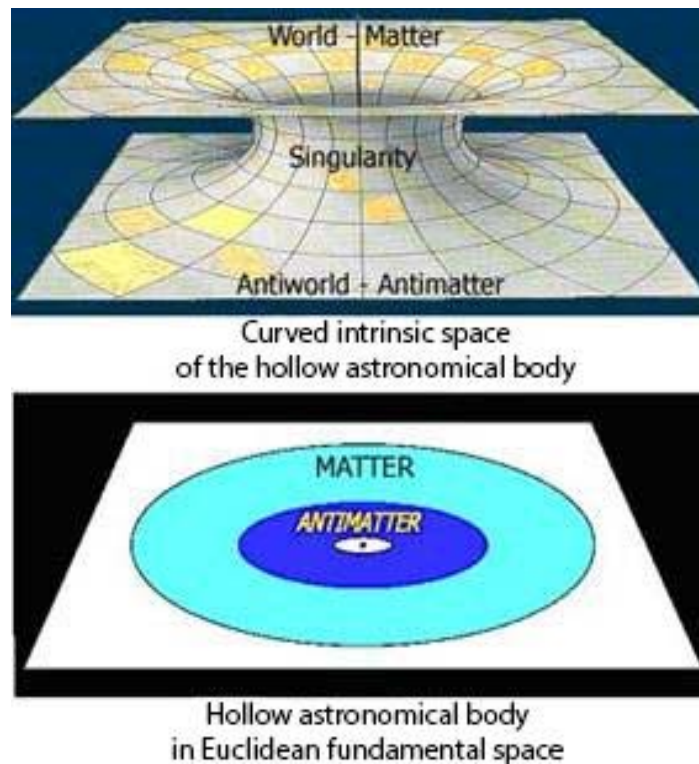 World - Matter
Singularity
Antiworld - Antimatter
Curved intrinsic space
of the hollow astronomical body
MATTER
ANTIMATTER
Hollow astronomical body
in Euclidean fundamental space